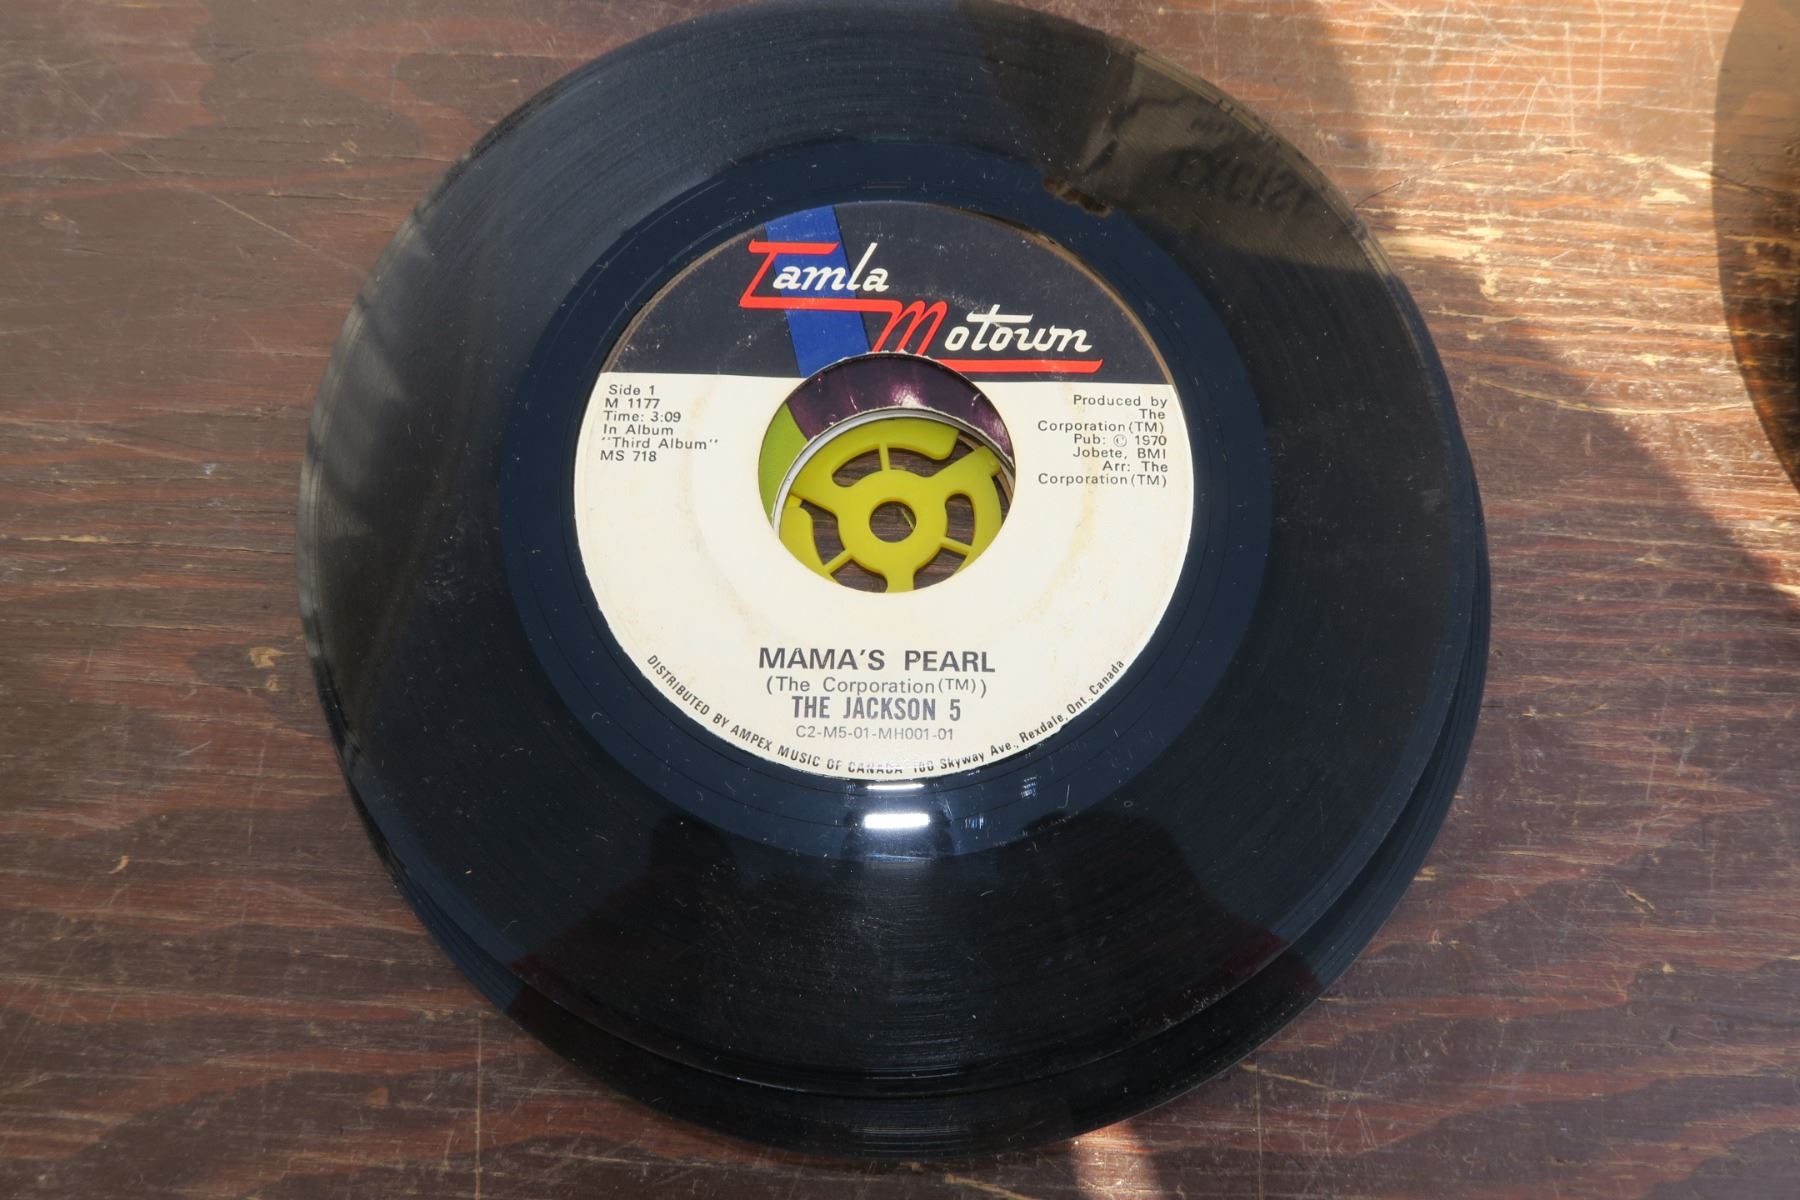 Tamla
Motown
Side 1
M 1177
Time: 3:09
In Album
"Third Album"
MS 718
Produced by
The
Corporation(TM)
Pub: © 1970
Jobete, BMI
Arr: The
Corporation(TM)
MAMA'S PEARL
(The Corporation(TM))
THE JACKSON 5
C2-M5-01-MH001-01
DISTRIBUTED BY AMPEX MUSIC OF CANADA 100 Skyway Ave., Rexdale, Ont., Canada